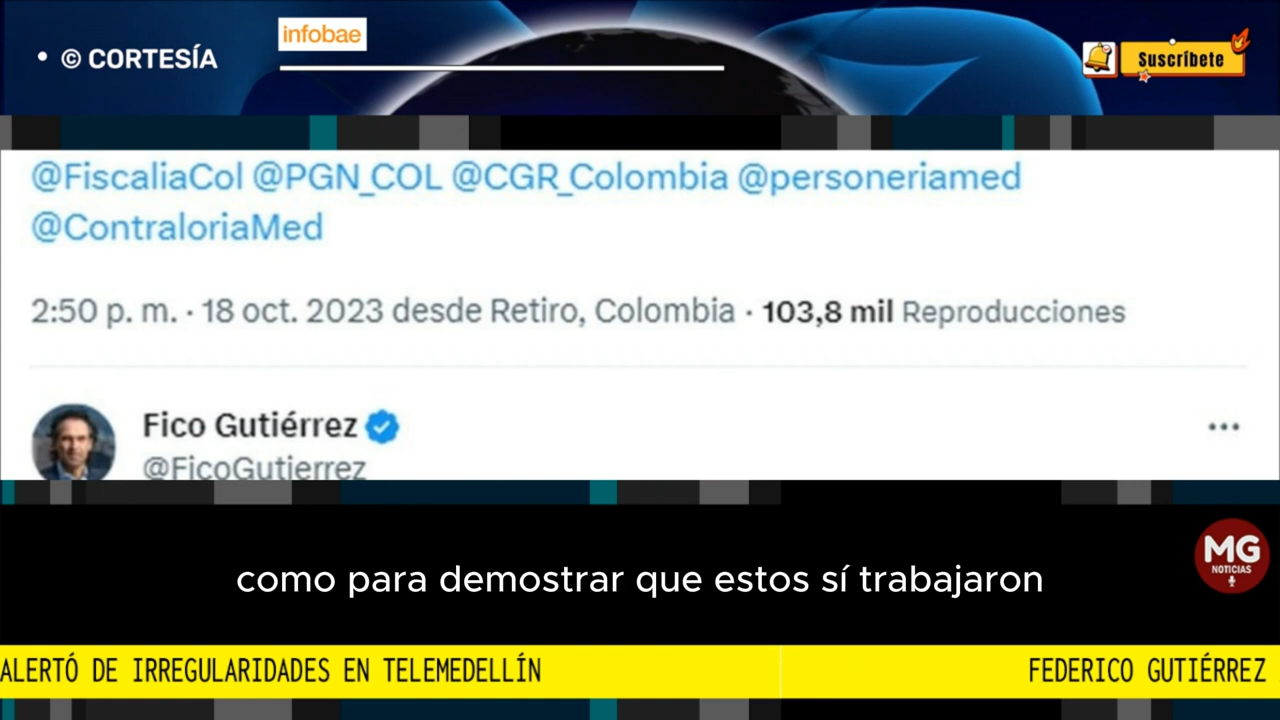 • © CORTESÍA
infobae
Suscríbete
@FiscaliaCol @PGN_COL @CGR_Colombia @personeriamed
@ContraloriaMed
2:50 p. m. · 18 oct. 2023 desde Retiro, Colombia · 103,8 mil Reproducciones
Fico Gutiérrez
@FicoGutierrez
como para demostrar que estos sí trabajaron
MG
NOTICIAS
ALERTÓ DE IRREGULARIDADES EN TELEMEDELLÍN
FEDERICO GUTIÉRREZ